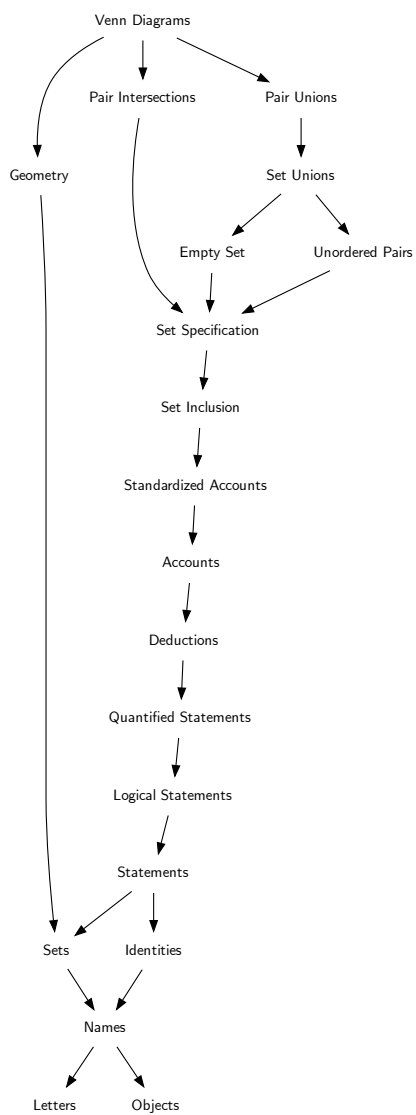 Venn Diagrams
Pair Intersections
Pair Unions
Geometry
Set Unions
Empty Set
Unordered Pairs
Set Specification
Set Inclusion
Standardized Accounts
Accounts
Deductions
Quantified Statements
Logical Statements
Statements
Sets
Identities
Names
Letters
Objects